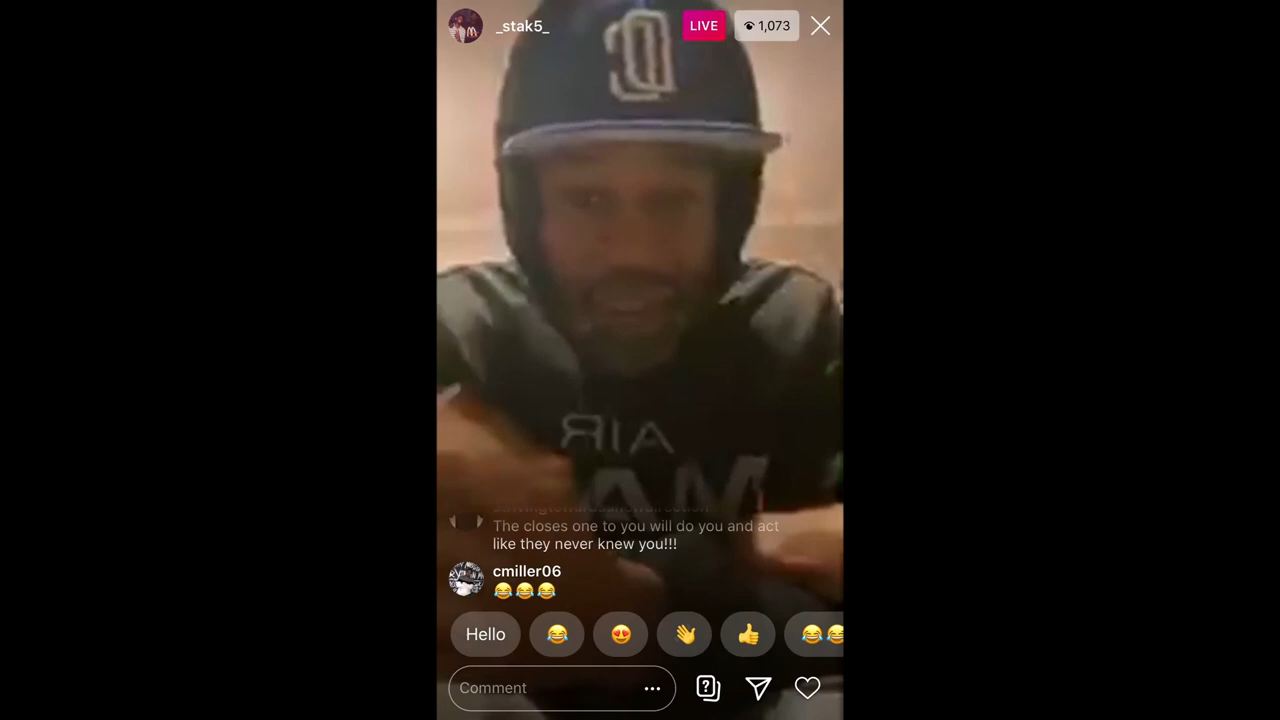 _stak5_
LIVE
1,073
AIR
The closes one to you will do you and act
like they never knew you!!!
cmiller06
😂😂😂
Hello
😂
😍
👋
👍
😂😂
Comment